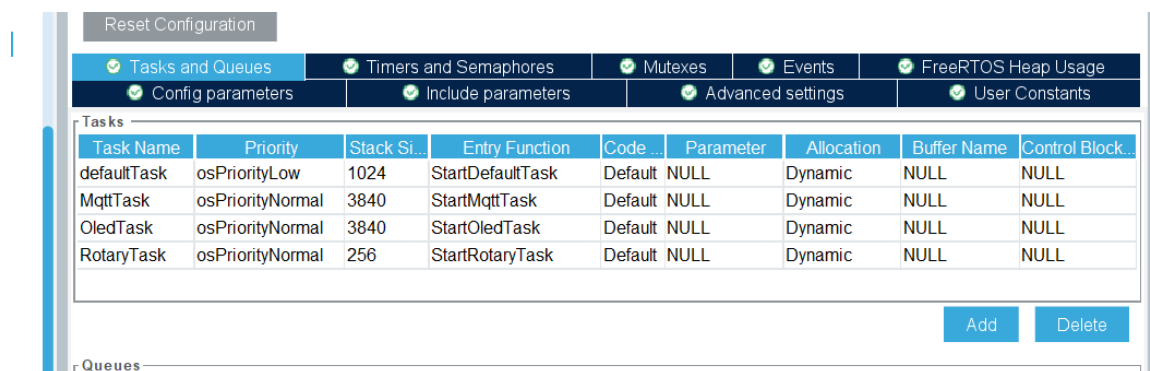 Reset Configuration
Tasks and Queues Timers and Semaphores Mutexes Events FreeRTOS Heap Usage
Config parameters Include parameters Advanced settings User Constants
Tasks
Task Name Priority Stack Si... Entry Function Code ... Parameter Allocation Buffer Name Control Block...
defaultTask osPriorityLow 1024 StartDefaultTask Default NULL Dynamic NULL NULL
MqttTask osPriorityNormal 3840 StartMqttTask Default NULL Dynamic NULL NULL
OledTask osPriorityNormal 3840 StartOledTask Default NULL Dynamic NULL NULL
RotaryTask osPriorityNormal 256 StartRotaryTask Default NULL Dynamic NULL NULL
Add Delete
Queues